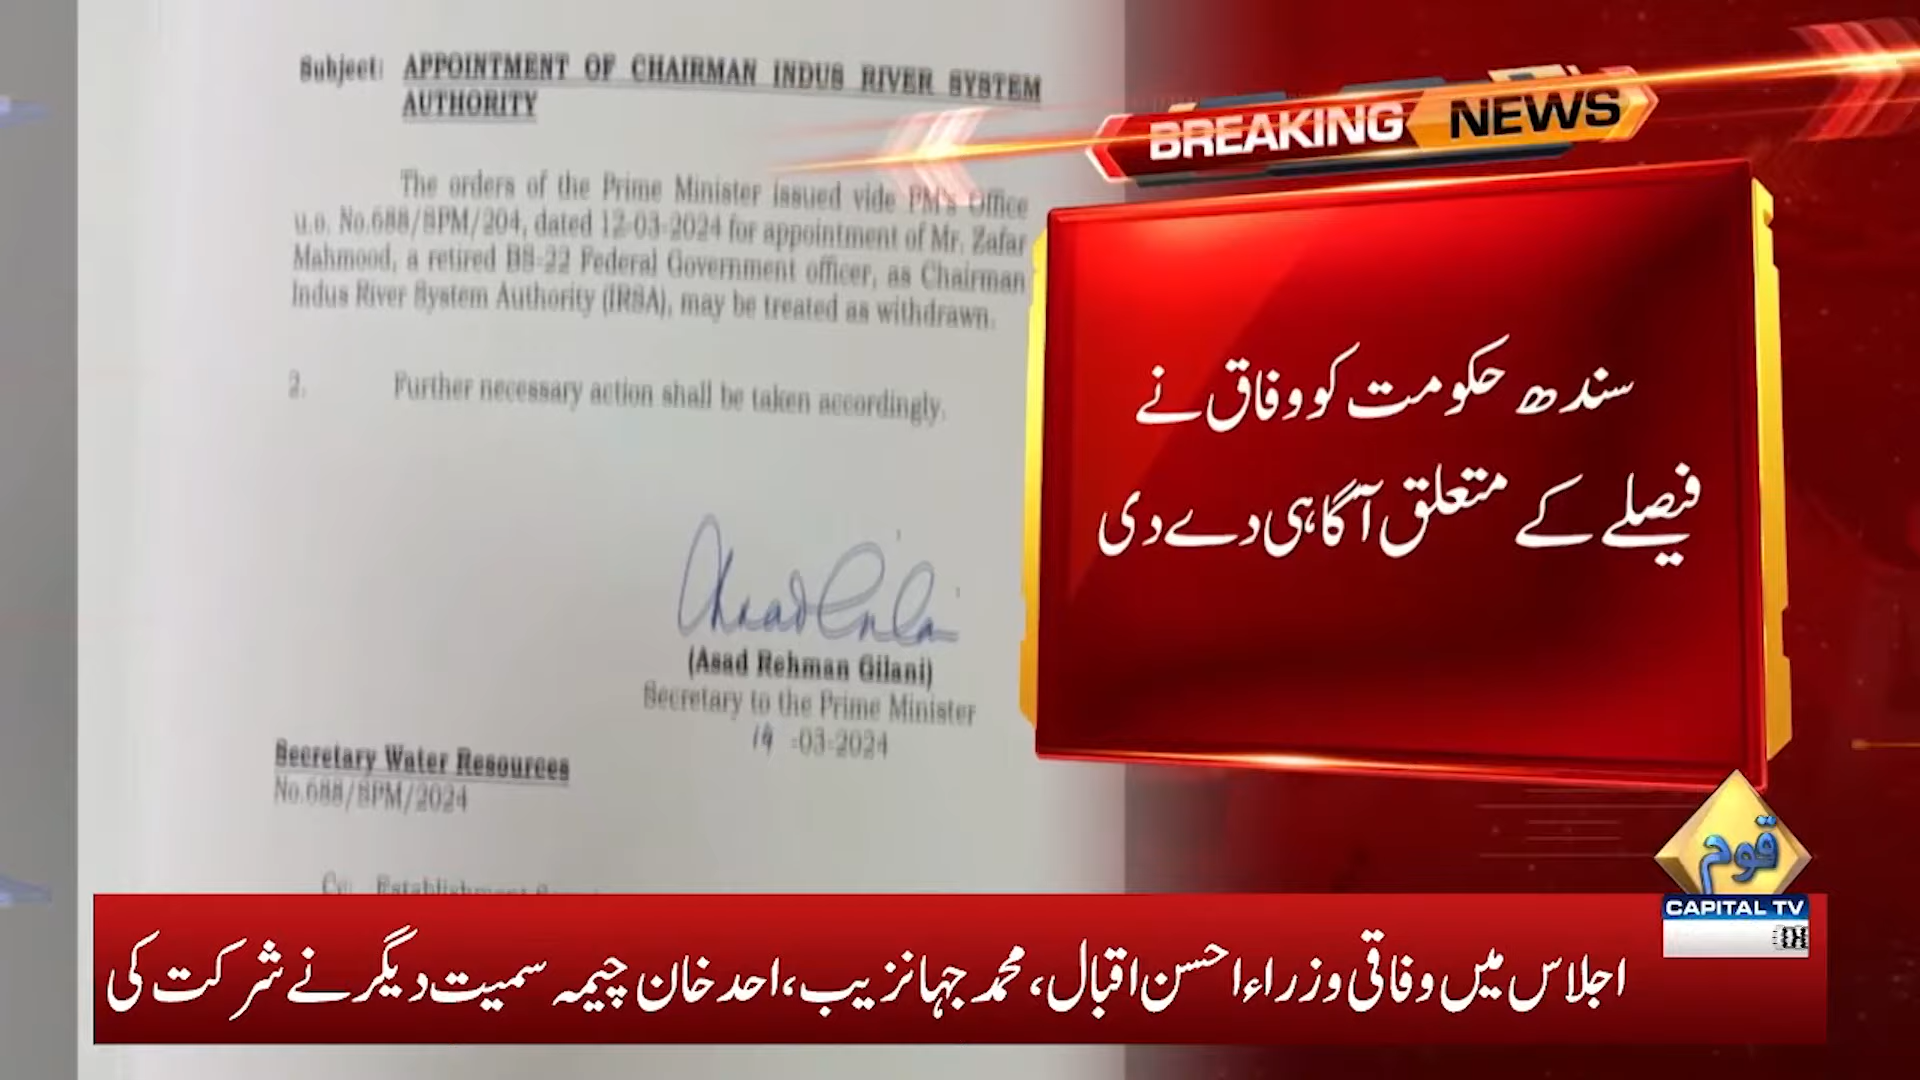 Subject: APPOINTMENT OF CHAIRMAN INDUS RIVER SYSTEM
AUTHORITY
The orders of the Prime Minister issued vide PM's Office
u.o. No.688/SPM/204, dated 12-03-2024 for appointment of Mr. Zafar
Mahmood, a retired BS-22 Federal Government officer, as Chairman
Indus River System Authority (IRSA), may be treated as withdrawn.
2. Further necessary action shall be taken accordingly.
(Asad Rehman Gilani)
Secretary to the Prime Minister
19 -03-2024
Secretary Water Resources
No.688/SPM/2024
Cc: Establishment
BREAKING NEWS
سندھ حکومت کو وفاق نے
فیصلے کے متعلق آگاہی دے دی
قوم
CAPITAL TV
اجلاس میں وفاقی وزراء احسن اقبال، محمد جہانزیب، احد خان چیمہ سمیت دیگر نے شرکت کی